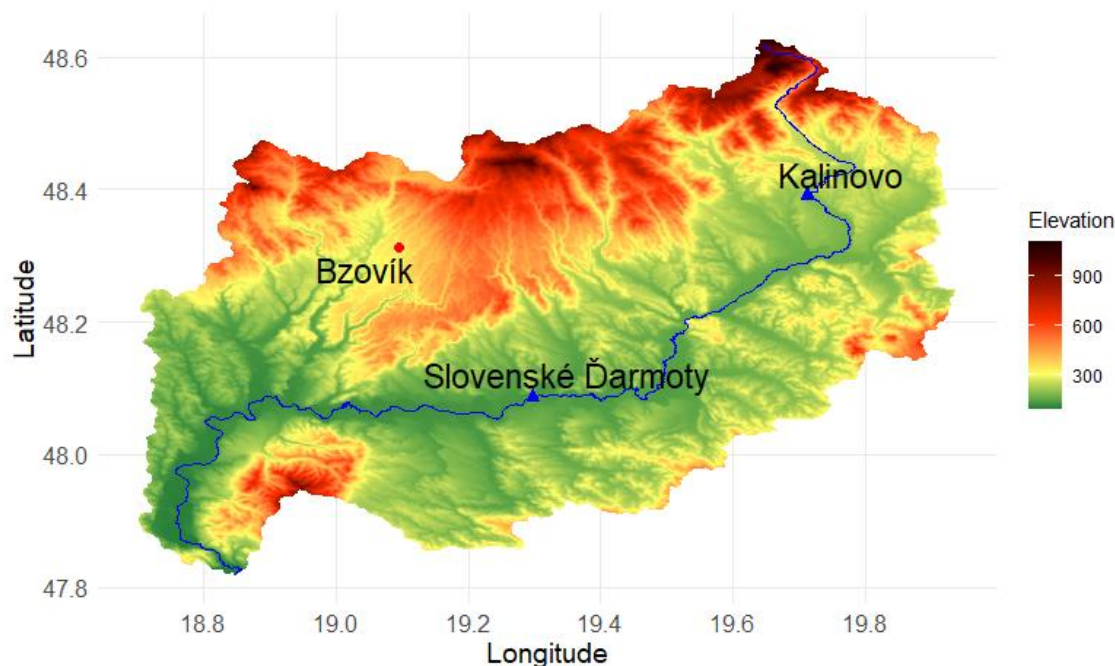 48.6
48.4
48.2
48.0
47.8
Latitude
Kalinovo
Bzovík
Slovenské Ďarmoty
18.8 19.0 19.2 19.4 19.6 19.8
Longitude
Elevation
900
600
300